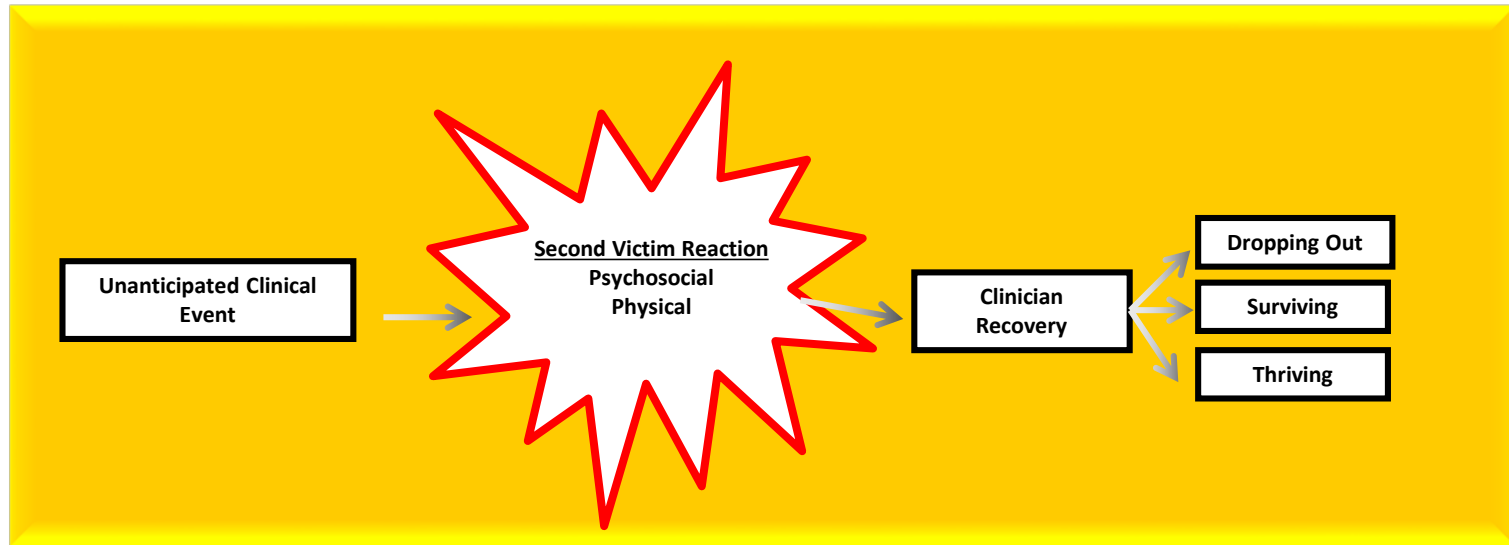 Unanticipated Clinical
Event
Second Victim Reaction
Psychosocial
Physical
Clinician
Recovery
Dropping Out
Surviving
Thriving